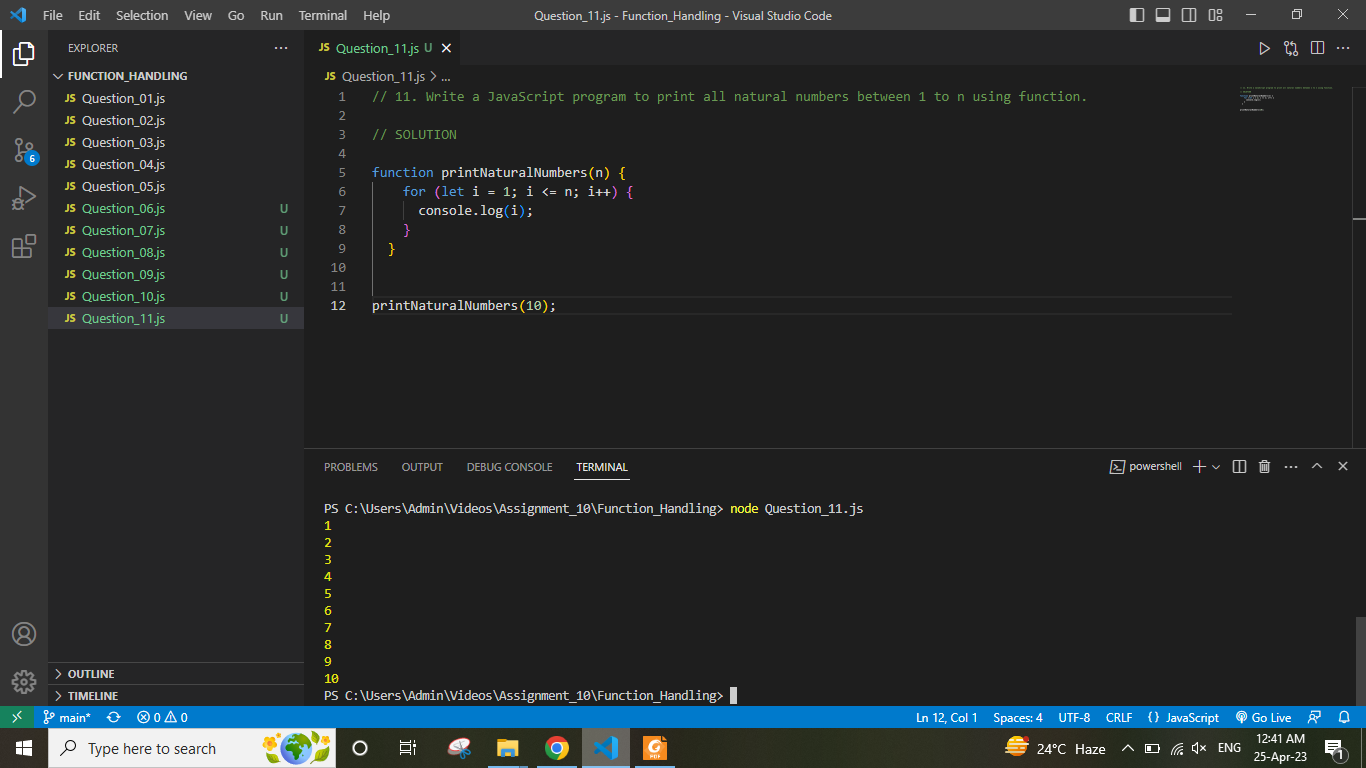 File Edit Selection View Go Run Terminal Help Question_11.js - Function_Handling - Visual Studio Code
EXPLORER
FUNCTION_HANDLING
JS Question_01.js
JS Question_02.js
JS Question_03.js
JS Question_04.js
JS Question_05.js
JS Question_06.js U
JS Question_07.js U
JS Question_08.js U
JS Question_09.js U
JS Question_10.js U
JS Question_11.js U
OUTLINE
TIMELINE
6
JS Question_11.js U
JS Question_11.js > ...
1 // 11. Write a JavaScript program to print all natural numbers between 1 to n using function.
2
3 // SOLUTION
4
5 function printNaturalNumbers(n) {
6 for (let i = 1; i <= n; i++) {
7 console.log(i);
8 }
9 }
10
11
12 printNaturalNumbers(10);
PROBLEMS OUTPUT DEBUG CONSOLE TERMINAL powershell
PS C:\Users\Admin\Videos\Assignment_10\Function_Handling> node Question_11.js
1
2
3
4
5
6
7
8
9
10
PS C:\Users\Admin\Videos\Assignment_10\Function_Handling>
main* 0 0 Ln 12, Col 1 Spaces: 4 UTF-8 CRLF {} JavaScript Go Live
Type here to search 24°C Haze ENG 12:41 AM
25-Apr-23
1
PDF